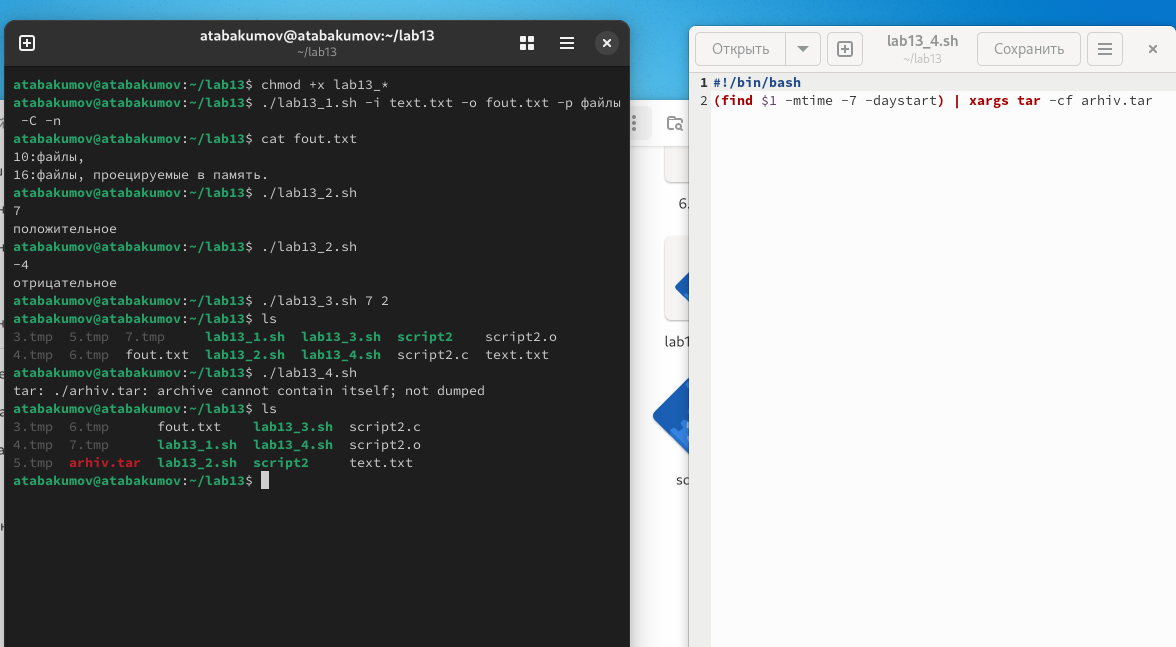 atabakumov@atabakumov:~/lab13
~/lab13
atabakumov@atabakumov:~/lab13$ chmod +x lab13_*
atabakumov@atabakumov:~/lab13$ ./lab13_1.sh -i text.txt -o fout.txt -p файлы
-C -n
atabakumov@atabakumov:~/lab13$ cat fout.txt
10:файлы,
16:файлы, проецируемые в память.
atabakumov@atabakumov:~/lab13$ ./lab13_2.sh
7
положительное
atabakumov@atabakumov:~/lab13$ ./lab13_2.sh
-4
отрицательное
atabakumov@atabakumov:~/lab13$ ./lab13_3.sh 7 2
atabakumov@atabakumov:~/lab13$ ls
3.tmp 5.tmp 7.tmp lab13_1.sh lab13_3.sh script2 script2.o
4.tmp 6.tmp fout.txt lab13_2.sh lab13_4.sh script2.c text.txt
atabakumov@atabakumov:~/lab13$ ./lab13_4.sh
tar: ./arhiv.tar: archive cannot contain itself; not dumped
atabakumov@atabakumov:~/lab13$ ls
3.tmp 6.tmp fout.txt lab13_3.sh script2.c
4.tmp 7.tmp lab13_1.sh lab13_4.sh script2.o
5.tmp arhiv.tar lab13_2.sh script2 text.txt
atabakumov@atabakumov:~/lab13$
Открыть
lab13_4.sh
~/lab13
Сохранить
1 #!/bin/bash
2 (find $1 -mtime -7 -daystart) | xargs tar -cf arhiv.tar
6.
lab1
sc